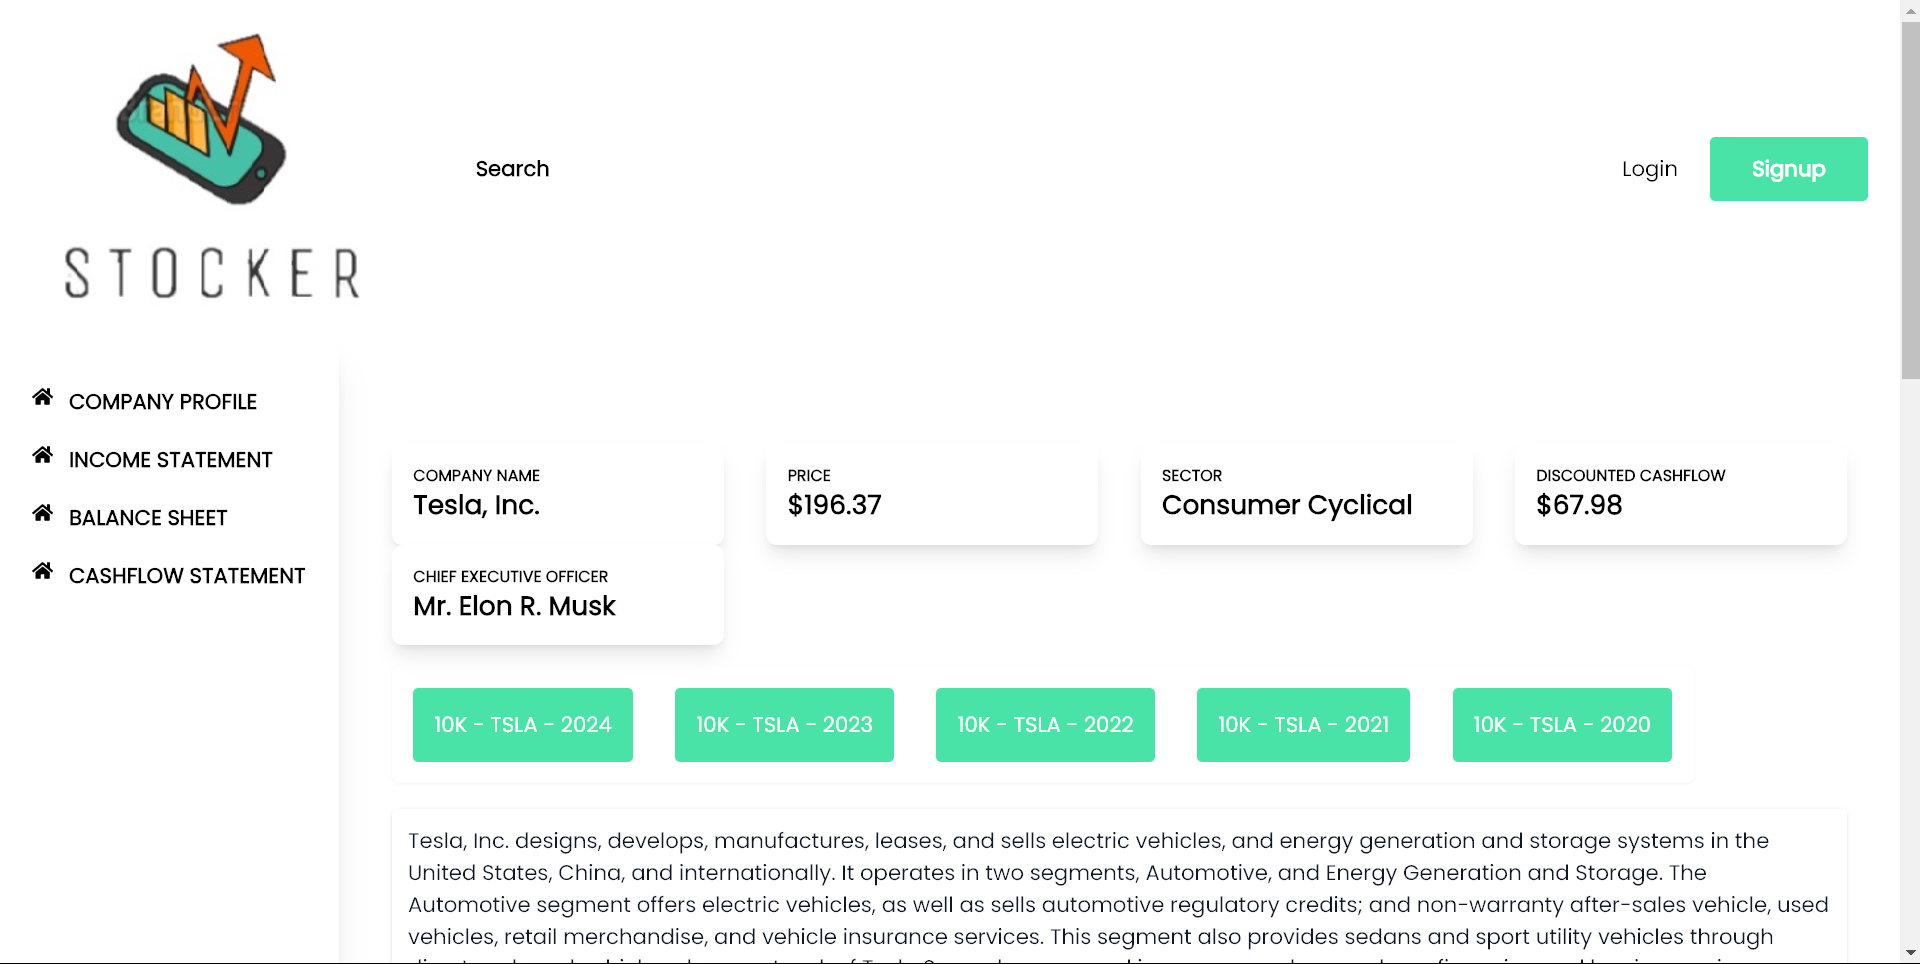 STOCKER
Search
Login
Signup
COMPANY PROFILE
INCOME STATEMENT
BALANCE SHEET
CASHFLOW STATEMENT
COMPANY NAME
Tesla, Inc.
PRICE
$196.37
SECTOR
Consumer Cyclical
DISCOUNTED CASHFLOW
$67.98
CHIEF EXECUTIVE OFFICER
Mr. Elon R. Musk
10K - TSLA - 2024
10K - TSLA - 2023
10K - TSLA - 2022
10K - TSLA - 2021
10K - TSLA - 2020
Tesla, Inc. designs, develops, manufactures, leases, and sells electric vehicles, and energy generation and storage systems in the
United States, China, and internationally. It operates in two segments, Automotive, and Energy Generation and Storage. The
Automotive segment offers electric vehicles, as well as sells automotive regulatory credits; and non-warranty after-sales vehicle, used
vehicles, retail merchandise, and vehicle insurance services. This segment also provides sedans and sport utility vehicles through